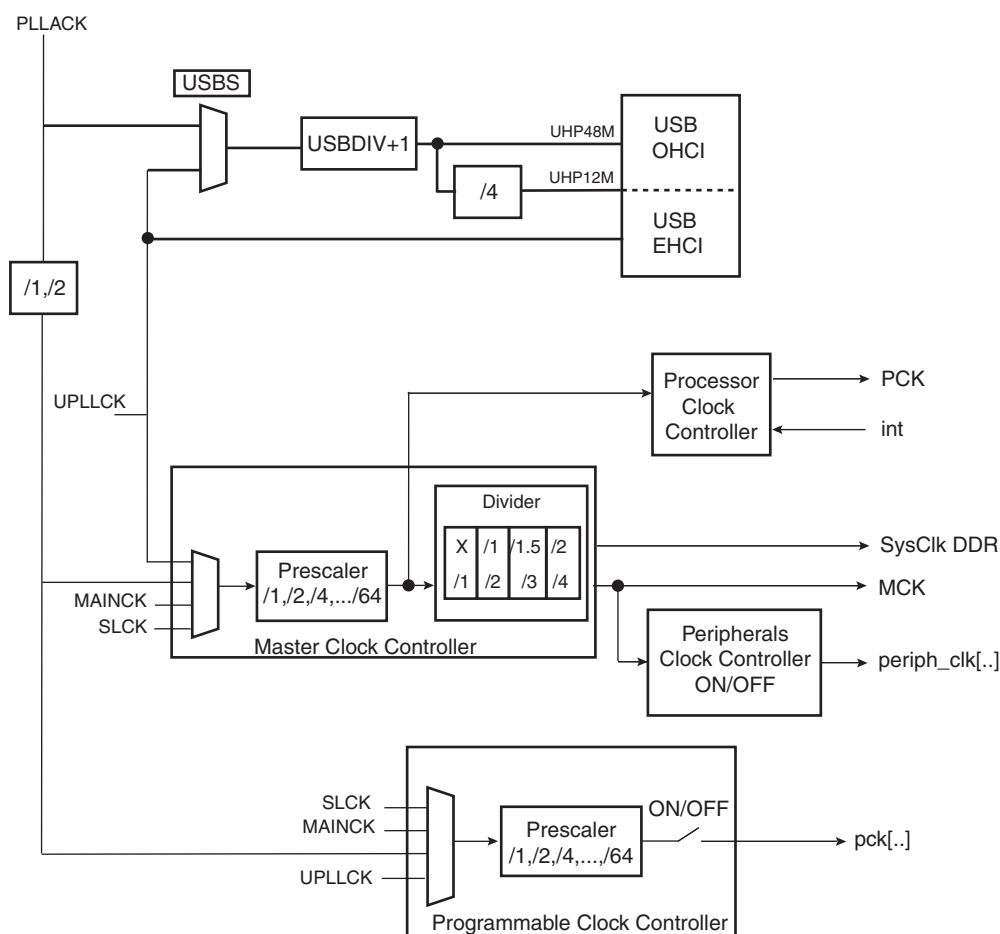 PLLACK
USBS
USBDIV+1
UHP48M
USB
OHCI
/4
UHP12M
USB
EHCI
/1,/2
UPLLCK
Processor
Clock
Controller
PCK
int
Divider
X /1 /1.5 /2
/1 /2 /3 /4
SysClk DDR
MCK
Prescaler
/1,/2,/4,.../64
MAINCK
SLCK
Master Clock Controller
Peripherals
Clock Controller
ON/OFF
periph_clk[..]
SLCK
MAINCK
UPLLCK
Prescaler
/1,/2,/4,...,/64
ON/OFF
pck[..]
Programmable Clock Controller